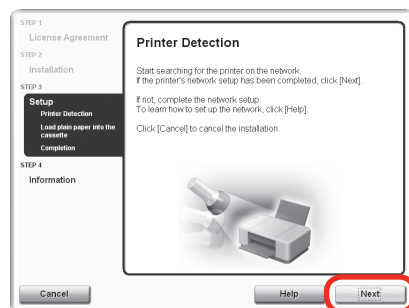 STEP 1
License Agreement
STEP 2
Installation
STEP 3
Setup
Printer Detection
Load plain paper into the
cassette
Completion
STEP 4
Information
Printer Detection
Start searching for the printer on the network.
If the printer's network setup has been completed, click [Next].
If not, complete the network setup.
To learn how to set up the network, click [Help].
Click [Cancel] to cancel the installation.
Cancel
Help
Next